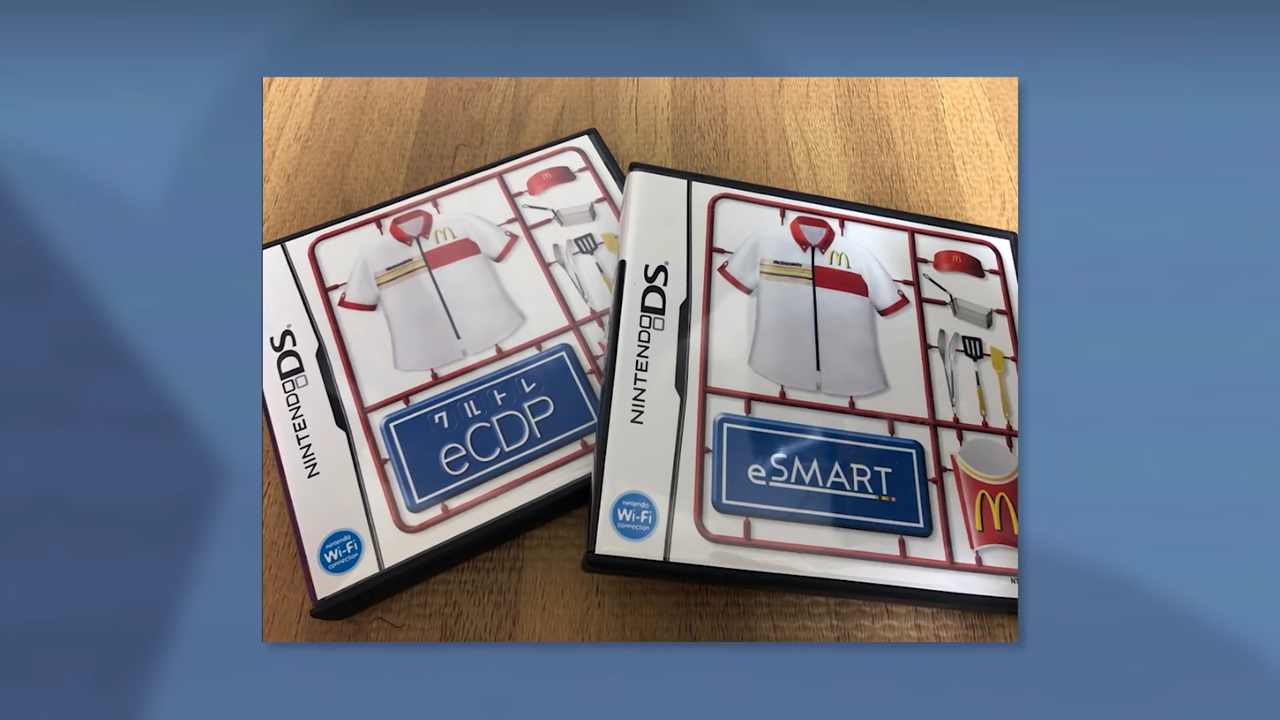 NINTENDO DS®
クルトレ
eCDP
nintendo
Wi-Fi
connection
NINTENDO DS®
eSMART
nintendo
Wi-Fi
connection